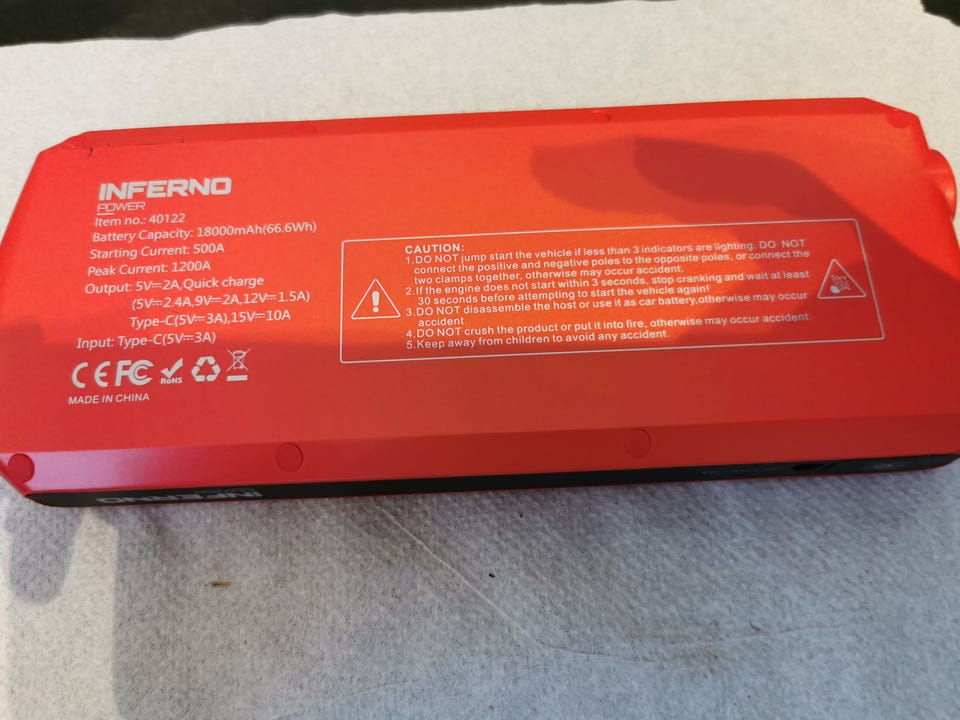 INFERNO
POWER
Item no.: 40122
Battery Capacity: 18000mAh(66.6Wh)
Starting Current: 500A
Peak Current: 1200A
Output: 5V⎓2A,Quick charge
(5V⎓2.4A,9V⎓2A,12V⎓1.5A)
Type-C(5V⎓3A),15V⎓10A
Input: Type-C(5V⎓3A)
CE FC RoHS
MADE IN CHINA
CAUTION:
1.DO NOT jump start the vehicle if less than 3 indicators are lighting. DO NOT
connect the positive and negative poles to the opposite poles, or connect the
two clamps together, otherwise may occur accident.
2.If the engine does not start within 3 seconds, stop cranking and wait at least
30 seconds before attempting to start the vehicle again!
3.DO NOT disassemble the host or use it as car battery,otherwise may occur
accident.
4.DO NOT crush the product or put it into fire, otherwise may occur accident
5.Keep away from children to avoid any accident.
INFERNO